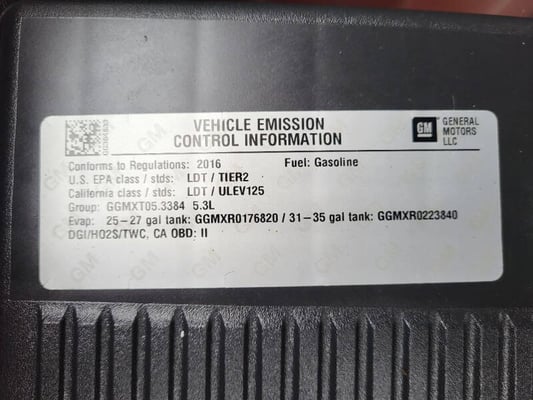 VEHICLE EMISSION
CONTROL INFORMATION
GM GENERAL
MOTORS
LLC
Conforms to Regulations: 2016 Fuel: Gasoline
U.S. EPA class / stds: LDT / TIER2
California class / stds: LDT / ULEV125
Group: GGMXT05.3384 5.3L
Evap: 25-27 gal tank: GGMXR0176820 / 31-35 gal tank: GGMXR0223840
DGI/HO2S/TWC, CA OBD: II